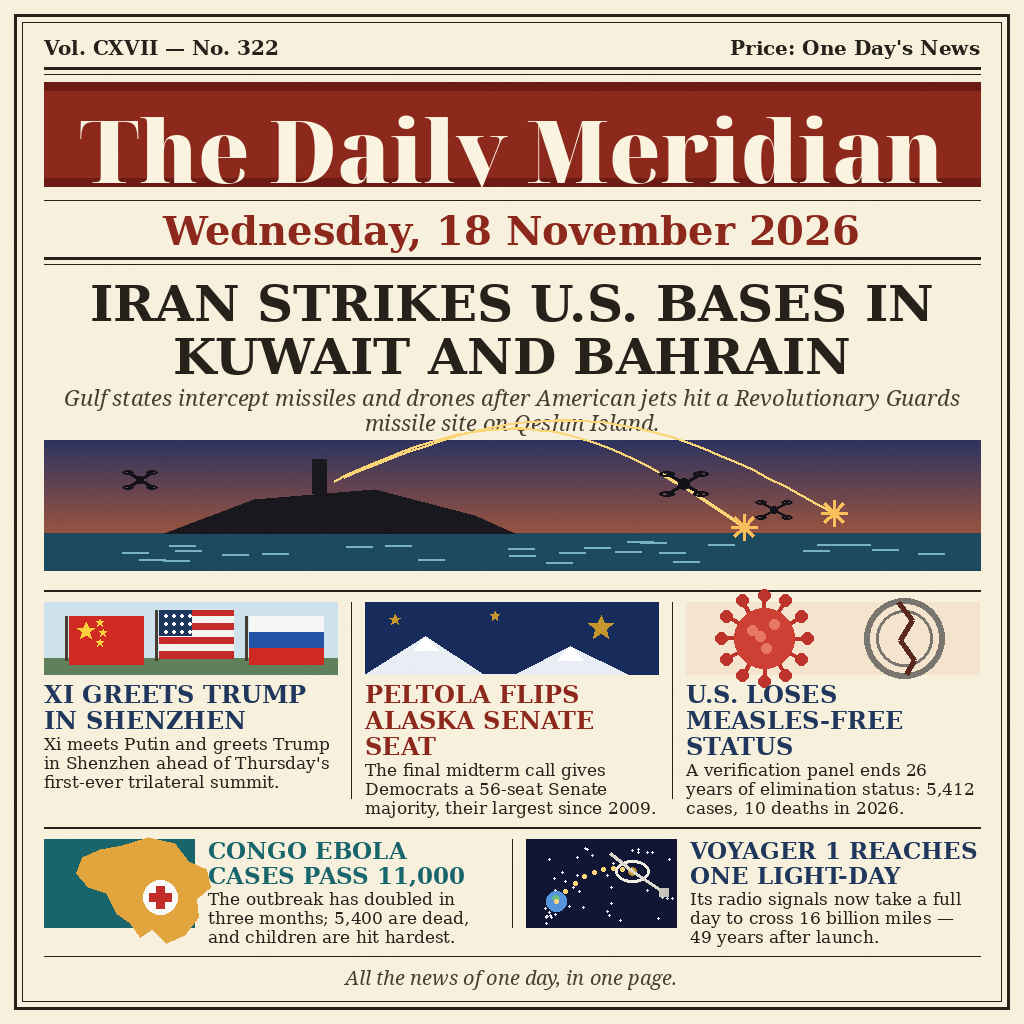 Vol. CXVII — No. 322
Price: One Day's News
The Daily Meridian
Wednesday, 18 November 2026
IRAN STRIKES U.S. BASES IN
KUWAIT AND BAHRAIN
Gulf states intercept missiles and drones after American jets hit a Revolutionary Guards
missile site on Qeshm Island.
XI GREETS TRUMP
IN SHENZHEN
Xi meets Putin and greets Trump
in Shenzhen ahead of Thursday's
first-ever trilateral summit.
PELTOLA FLIPS
ALASKA SENATE
SEAT
The final midterm call gives
Democrats a 56-seat Senate
majority, their largest since 2009.
U.S. LOSES
MEASLES-FREE
STATUS
A verification panel ends 26
years of elimination status: 5,412
cases, 10 deaths in 2026.
CONGO EBOLA
CASES PASS 11,000
The outbreak has doubled in
three months; 5,400 are dead,
and children are hit hardest.
VOYAGER 1 REACHES
ONE LIGHT-DAY
Its radio signals now take a full
day to cross 16 billion miles —
49 years after launch.
All the news of one day, in one page.